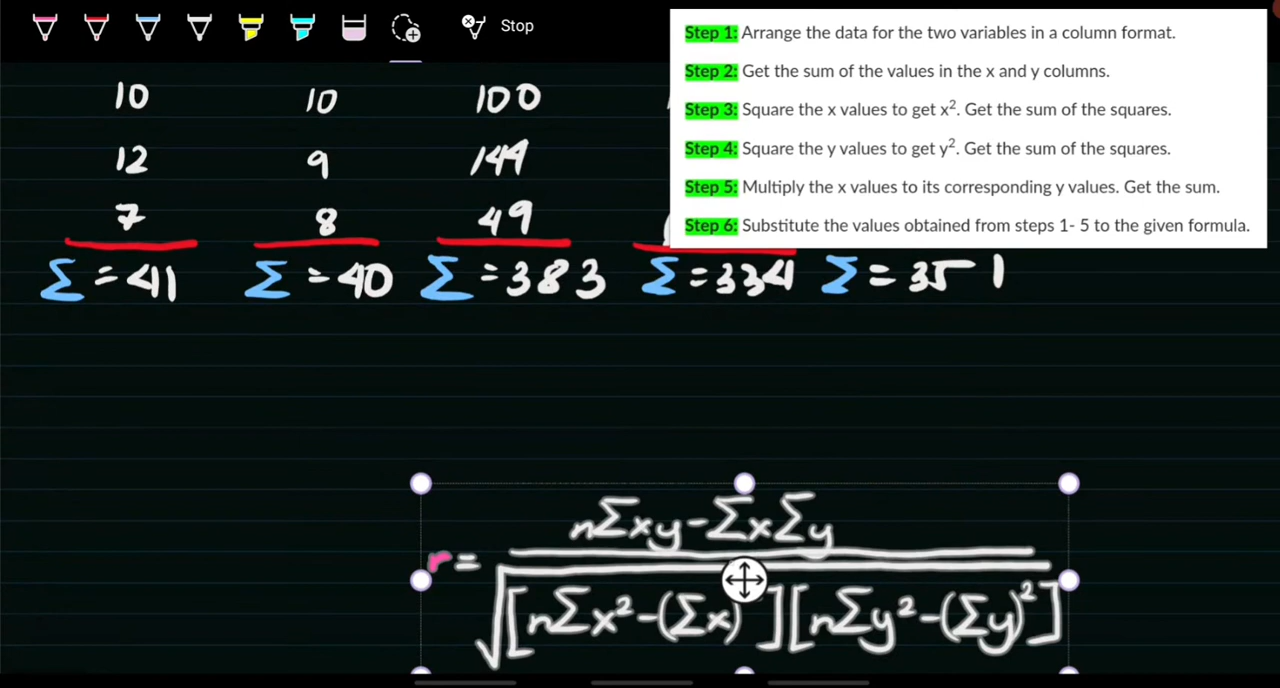 Stop
Step 1: Arrange the data for the two variables in a column format.
Step 2: Get the sum of the values in the x and y columns.
Step 3: Square the x values to get x². Get the sum of the squares.
Step 4: Square the y values to get y². Get the sum of the squares.
Step 5: Multiply the x values to its corresponding y values. Get the sum.
Step 6: Substitute the values obtained from steps 1- 5 to the given formula.
10 10 100
12 9 144
7 8 49
Σ=41 Σ=40 Σ=383 Σ=334 Σ=351
nΣxy-ΣxΣy
r=
√[nΣx²-(Σx) ][nΣy²-(Σy)²]